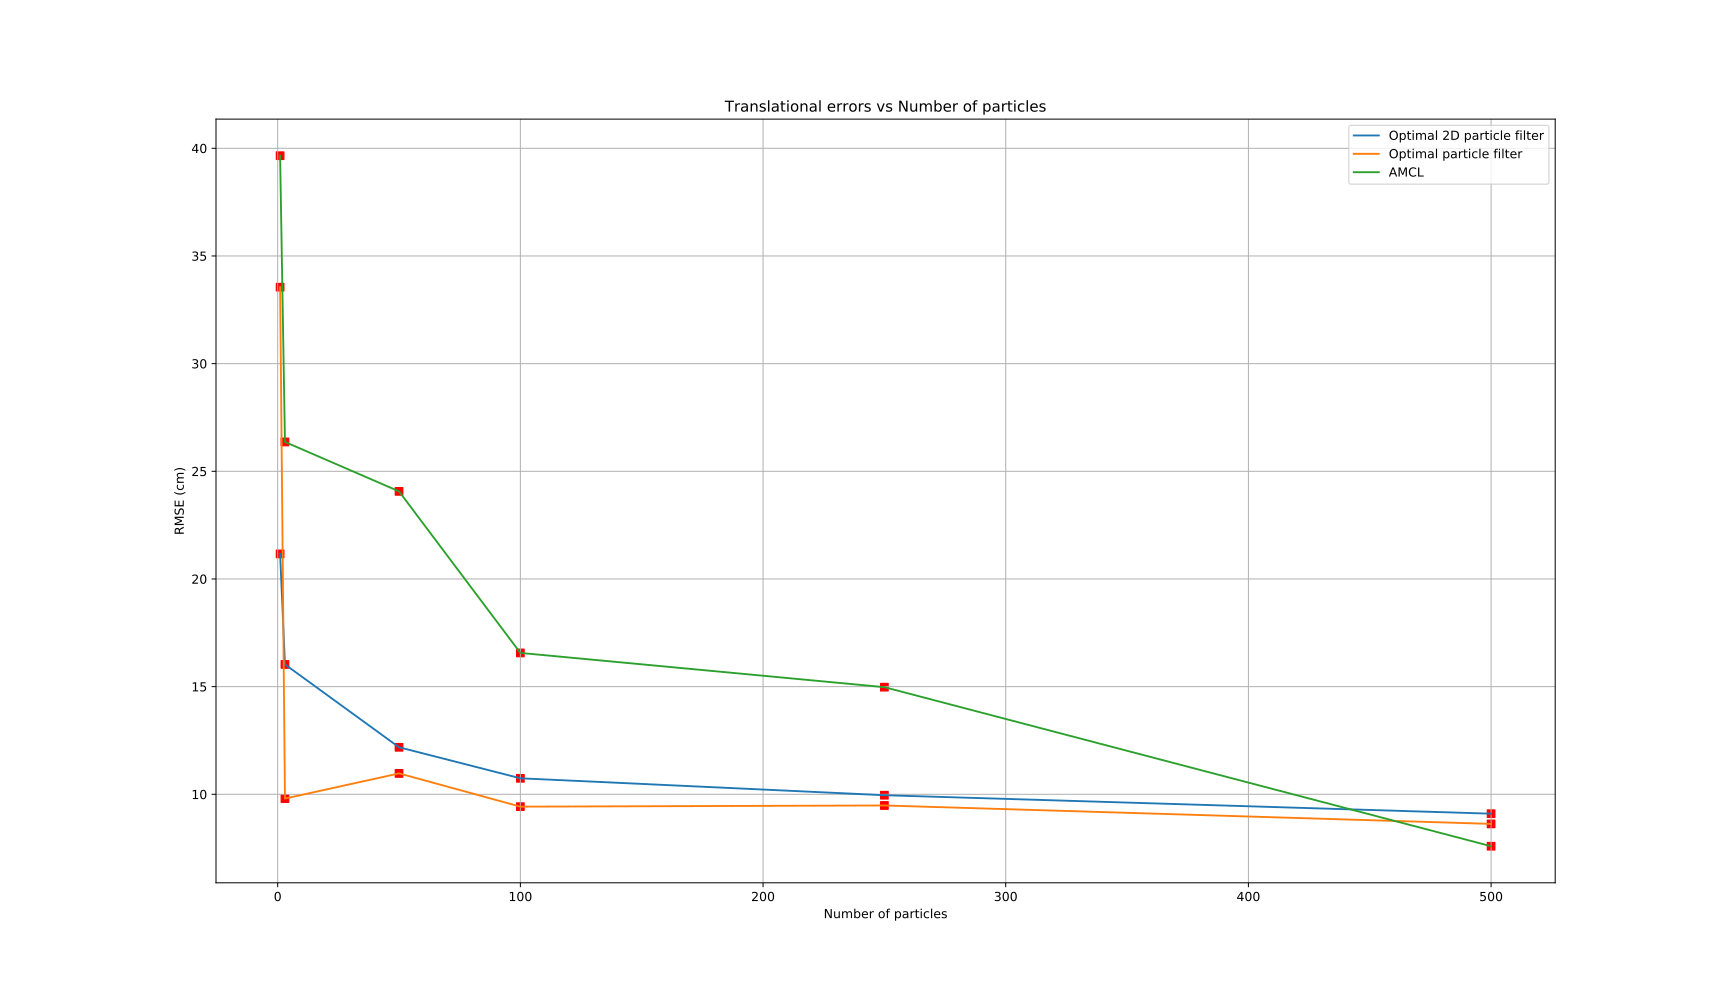 Translational errors vs Number of particles
Optimal 2D particle filter
Optimal particle filter
AMCL
40
35
30
25
20
15
10
RMSE (cm)
0 100 200 300 400 500
Number of particles